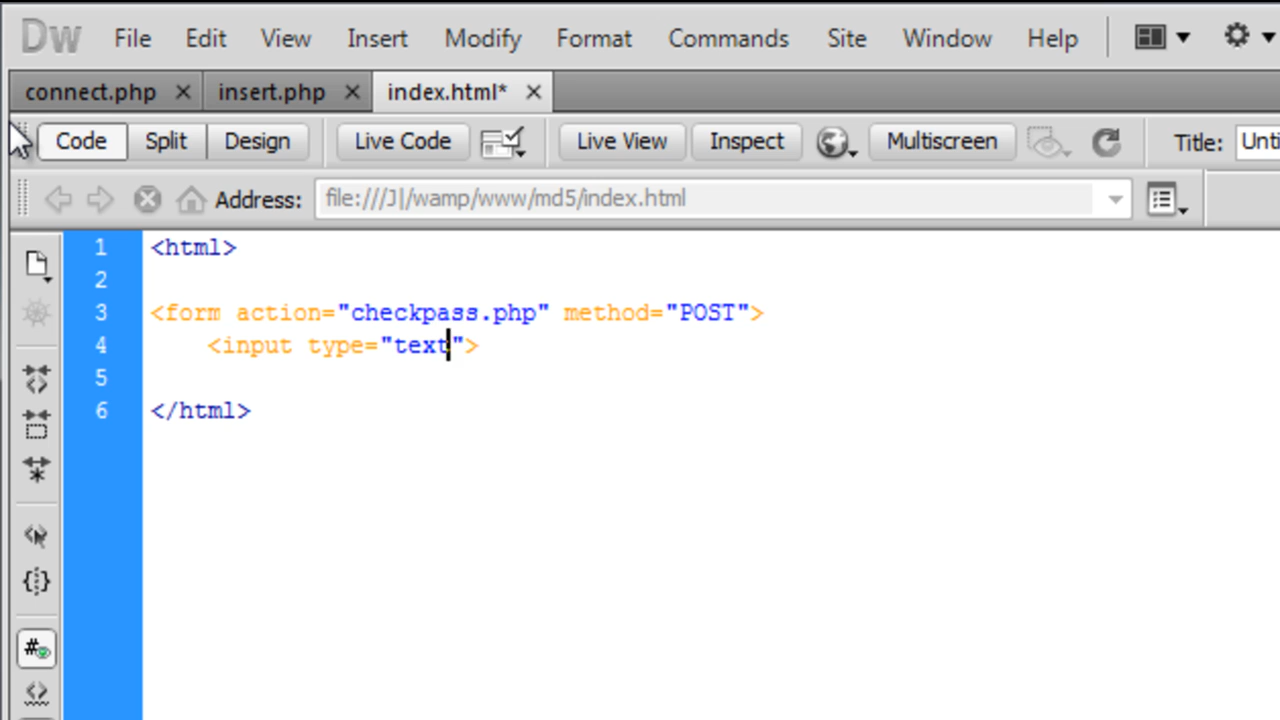 Dw File Edit View Insert Modify Format Commands Site Window Help
connect.php × insert.php × index.html* ×
Code Split Design Live Code Live View Inspect Multiscreen Title: Unti
Address: file:///J|/wamp/www/md5/index.html
1 <html>
2
3 <form action="checkpass.php" method="POST">
4     <input type="text">
5
6 </html>